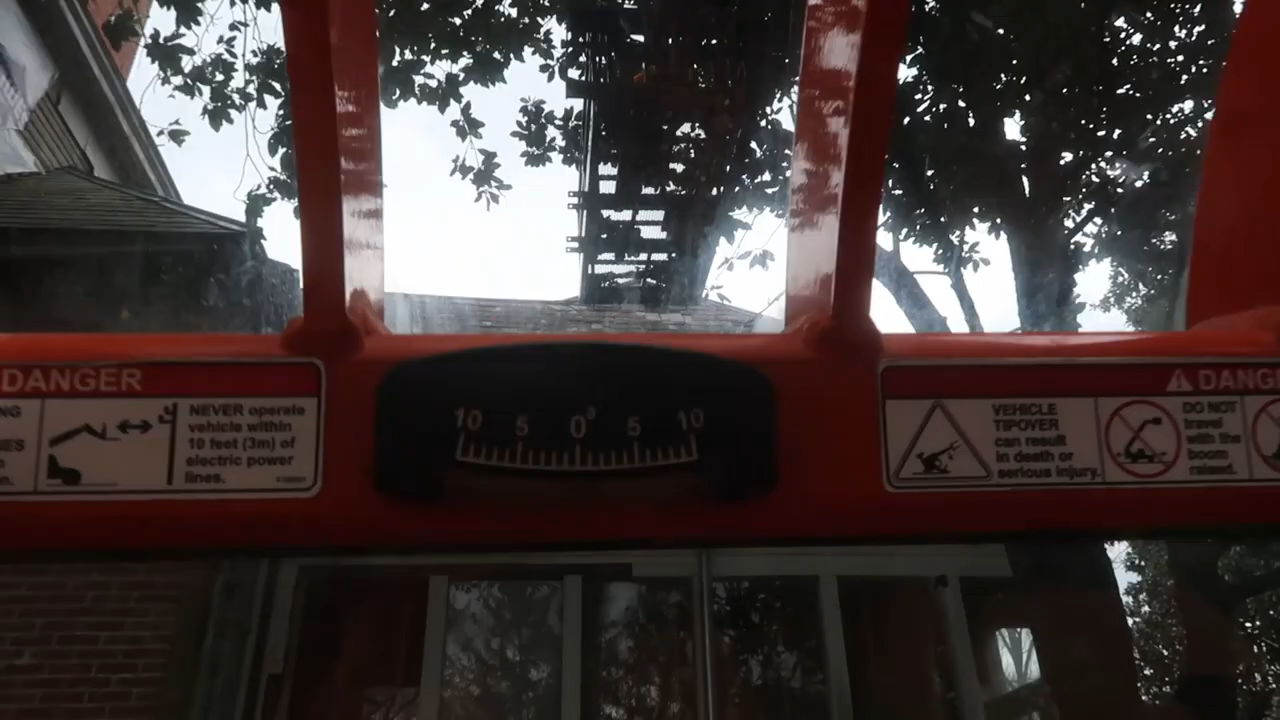 DANGER
NEVER operate
vehicle within
10 feet (3m) of
electric power
lines.
10 5 0° 5 10
VEHICLE
TIPOVER
can result
in death or
serious injury.
DANG
DO NOT
travel
with the
boom
raised.